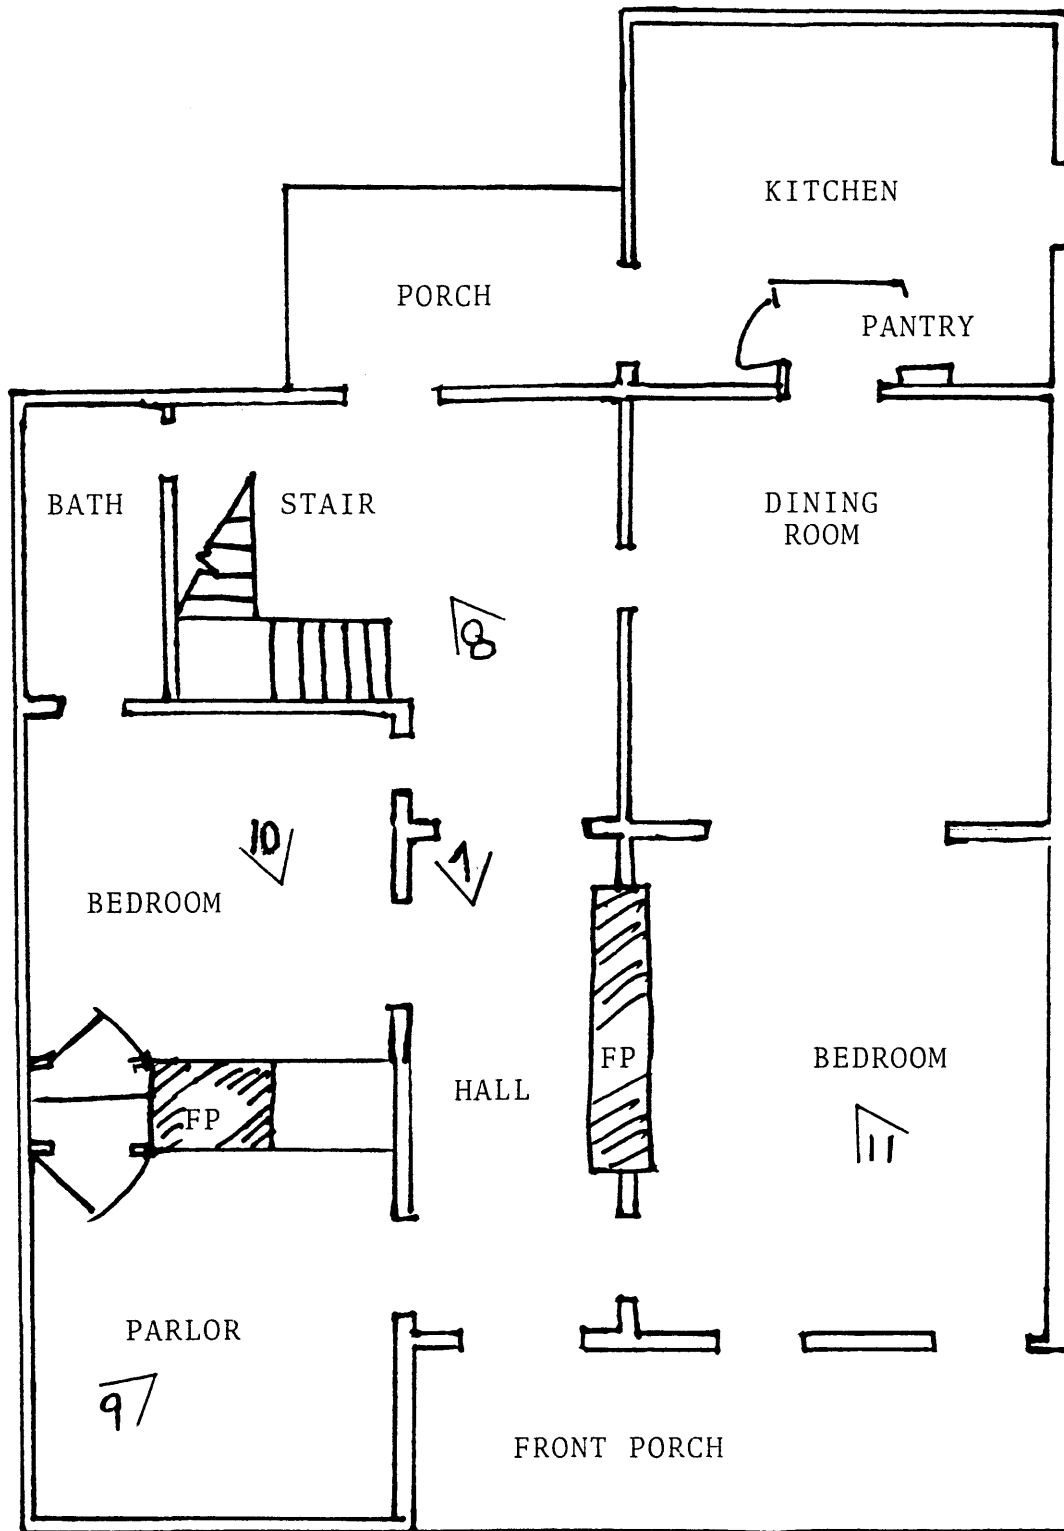 KITCHEN
PORCH
PANTRY
BATH
STAIR
DINING
ROOM
8
10
7
BEDROOM
FP
HALL
FP
BEDROOM
11
PARLOR
9
FRONT PORCH